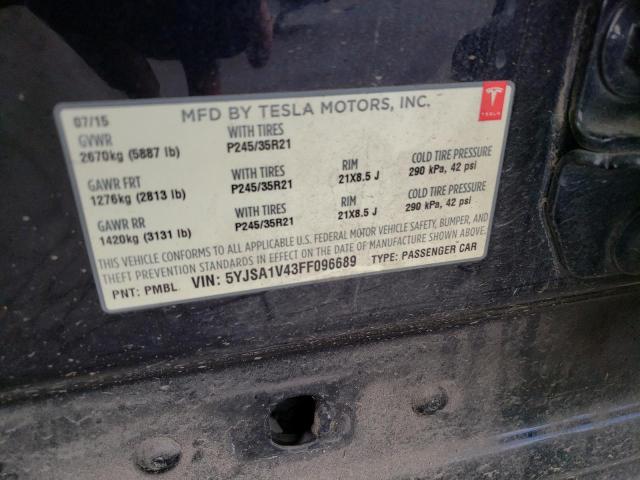 07/15 MFD BY TESLA MOTORS, INC. TESLA
GVWR WITH TIRES
2670kg (5887 lb) P245/35R21
GAWR FRT WITH TIRES RIM COLD TIRE PRESSURE
1276kg (2813 lb) P245/35R21 21X8.5 J 290 kPa, 42 psi
GAWR RR WITH TIRES RIM COLD TIRE PRESSURE
1420kg (3131 lb) P245/35R21 21X8.5 J 290 kPa, 42 psi
THIS VEHICLE CONFORMS TO ALL APPLICABLE U.S. FEDERAL MOTOR VEHICLE SAFETY, BUMPER, AND
THEFT PREVENTION STANDARDS IN EFFECT ON THE DATE OF MANUFACTURE SHOWN ABOVE.
PNT: PMBL VIN: 5YJSA1V43FF096689 TYPE: PASSENGER CAR